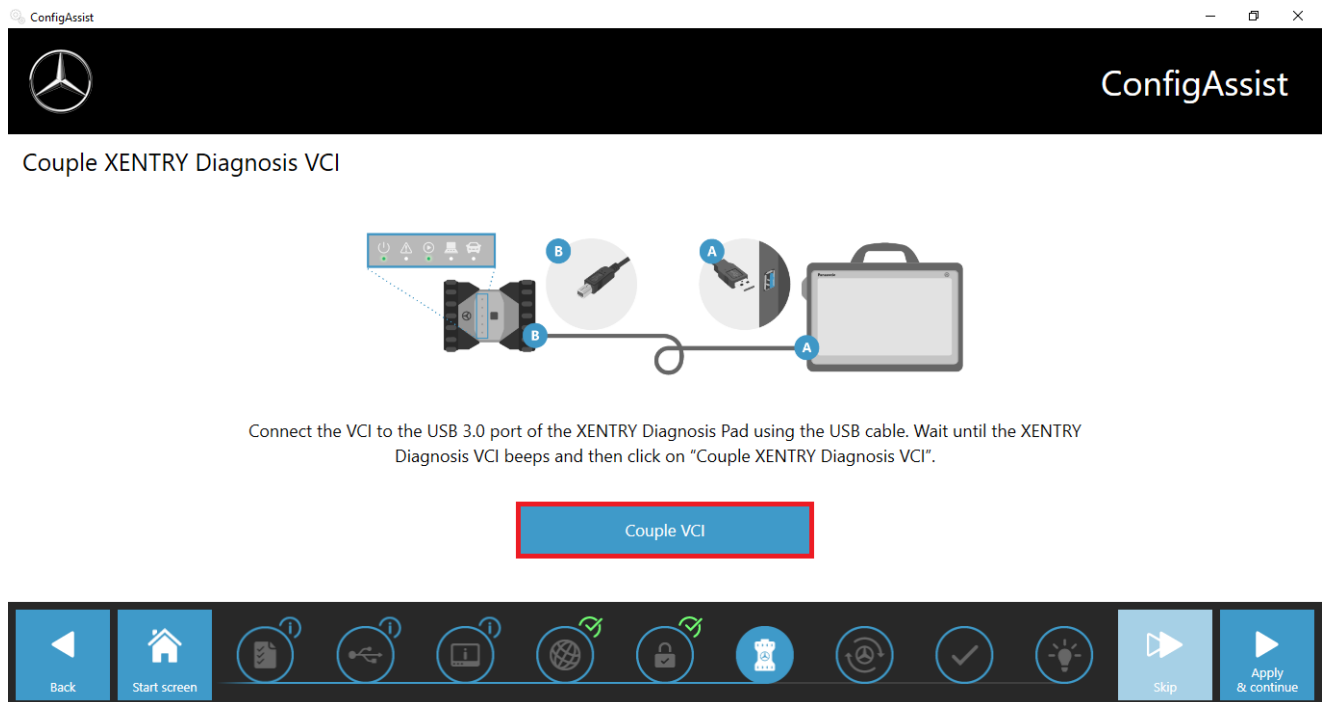 ConfigAssist
ConfigAssist
Couple XENTRY Diagnosis VCI
B
A
B
A
Connect the VCI to the USB 3.0 port of the XENTRY Diagnosis Pad using the USB cable. Wait until the XENTRY
Diagnosis VCI beeps and then click on “Couple XENTRY Diagnosis VCI”.
Couple VCI
Back
Start screen
Skip
Apply
& continue